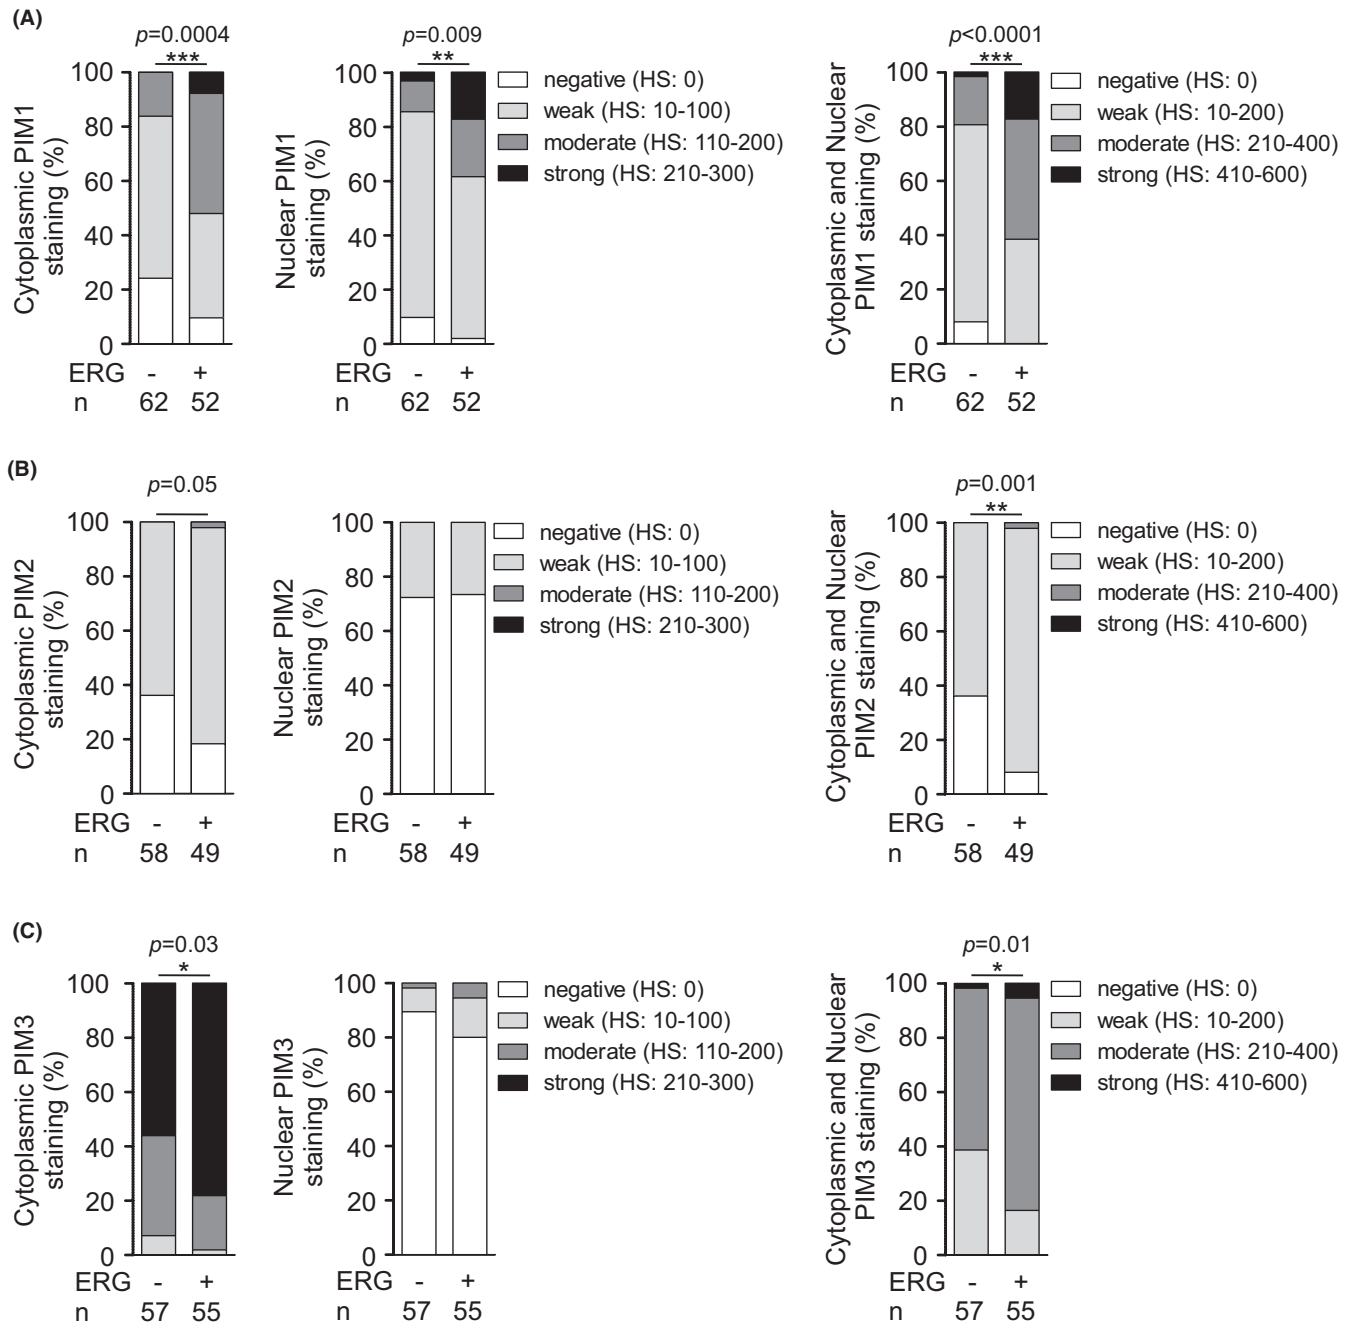 (A)
p=0.0004
***
Cytoplasmic PIM1
staining (%)
100
80
60
40
20
0
ERG - +
n 62 52
p=0.009
**
Nuclear PIM1
staining (%)
100
80
60
40
20
0
ERG - +
n 62 52
negative (HS: 0)
weak (HS: 10-100)
moderate (HS: 110-200)
strong (HS: 210-300)
p<0.0001
***
Cytoplasmic and Nuclear
PIM1 staining (%)
100
80
60
40
20
0
ERG - +
n 62 52
negative (HS: 0)
weak (HS: 10-200)
moderate (HS: 210-400)
strong (HS: 410-600)
(B)
p=0.05
Cytoplasmic PIM2
staining (%)
100
80
60
40
20
0
ERG - +
n 58 49
Nuclear PIM2
staining (%)
100
80
60
40
20
0
ERG - +
n 58 49
negative (HS: 0)
weak (HS: 10-100)
moderate (HS: 110-200)
strong (HS: 210-300)
p=0.001
**
Cytoplasmic and Nuclear
PIM2 staining (%)
100
80
60
40
20
0
ERG - +
n 58 49
negative (HS: 0)
weak (HS: 10-200)
moderate (HS: 210-400)
strong (HS: 410-600)
(C)
p=0.03
*
Cytoplasmic PIM3
staining (%)
100
80
60
40
20
0
ERG - +
n 57 55
Nuclear PIM3
staining (%)
100
80
60
40
20
0
ERG - +
n 57 55
negative (HS: 0)
weak (HS: 10-100)
moderate (HS: 110-200)
strong (HS: 210-300)
p=0.01
*
Cytoplasmic and Nuclear
PIM3 staining (%)
100
80
60
40
20
0
ERG - +
n 57 55
negative (HS: 0)
weak (HS: 10-200)
moderate (HS: 210-400)
strong (HS: 410-600)